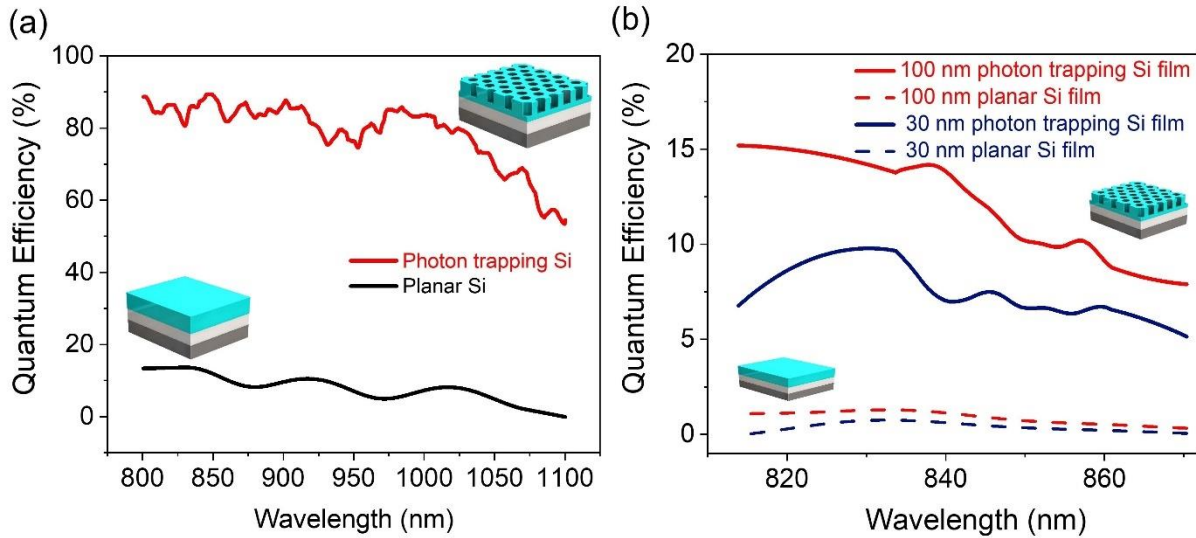 (a)
Quantum Efficiency (%)
100
80
60
40
20
0
Photon trapping Si
Planar Si
800 850 900 950 1000 1050 1100
Wavelength (nm)
(b)
Quantum Efficiency (%)
20
15
10
5
0
100 nm photon trapping Si film
100 nm planar Si film
30 nm photon trapping Si film
30 nm planar Si film
820 840 860
Wavelength (nm)